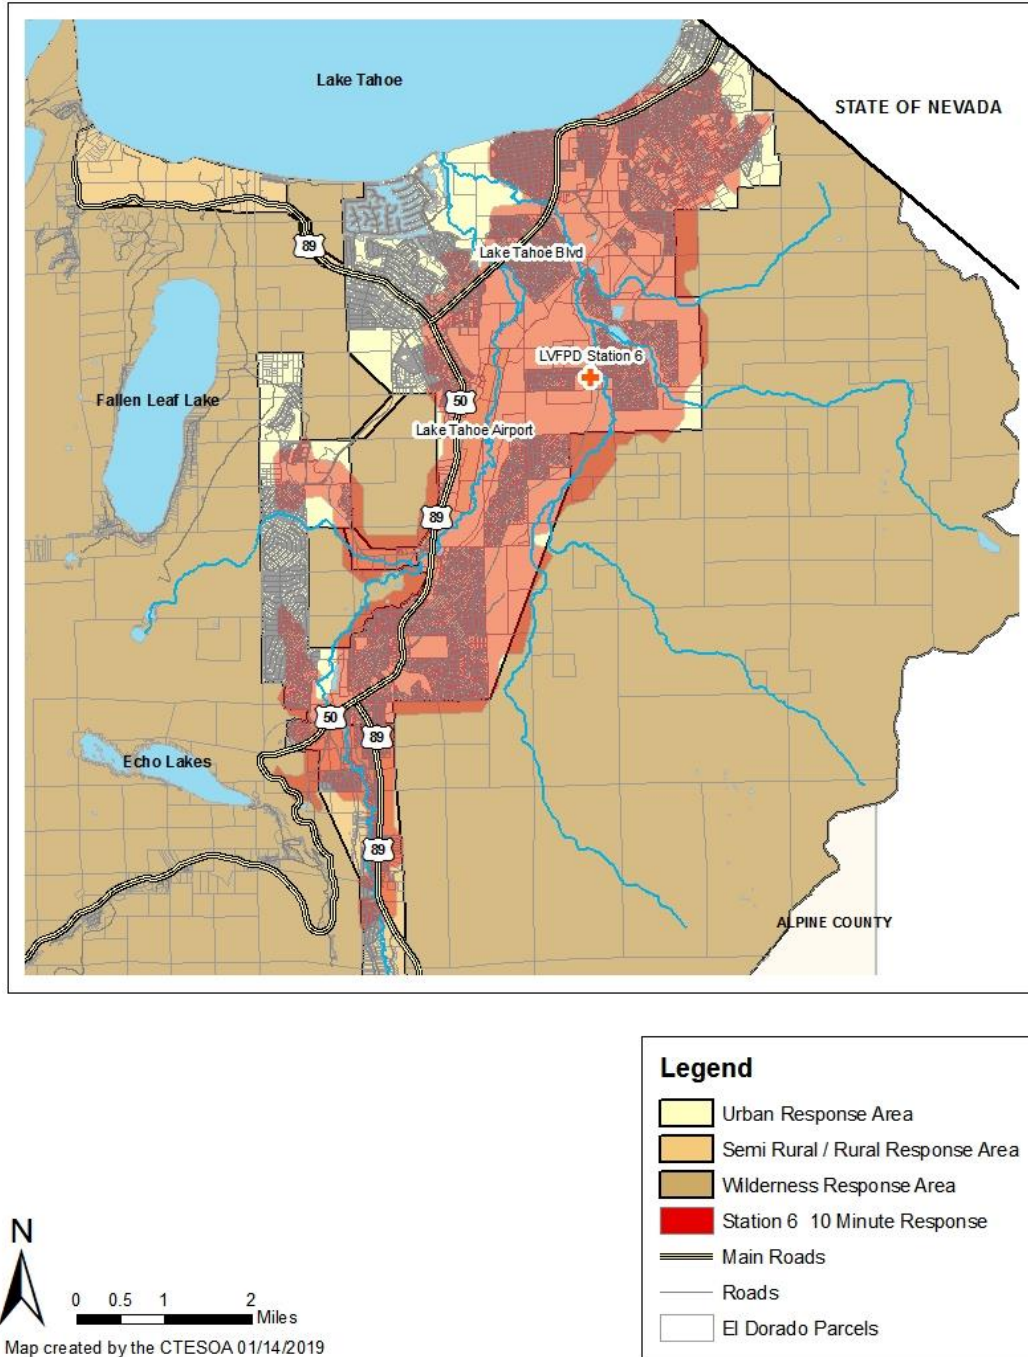 Lake Tahoe
STATE OF NEVADA
89
Lake Tahoe Blvd
LVFPD Station 6
Fallen Leaf Lake
50
Lake Tahoe Airport
89
50
89
Echo Lakes
89
ALPINE COUNTY
Legend
Urban Response Area
Semi Rural / Rural Response Area
Wilderness Response Area
Station 6 10 Minute Response
Main Roads
Roads
El Dorado Parcels
N
0 0.5 1 2
Miles
Map created by the CTESOA 01/14/2019